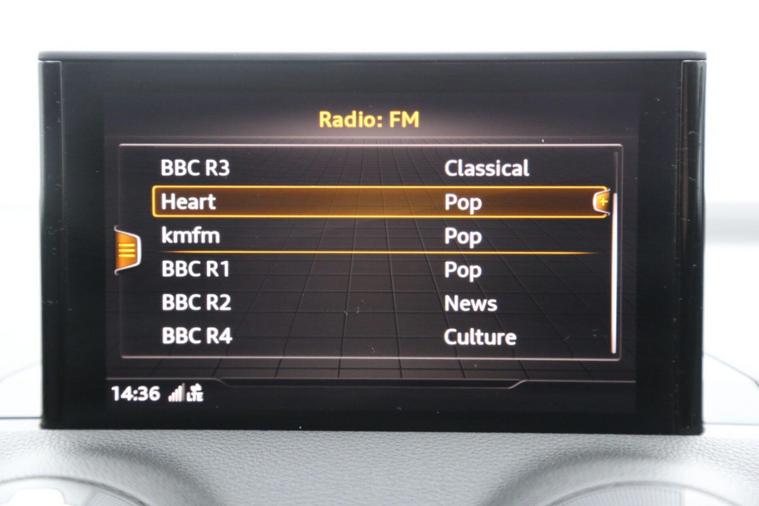 Radio: FM
BBC R3 Classical
Heart Pop
kmfm Pop
BBC R1 Pop
BBC R2 News
BBC R4 Culture
14:36 LTE